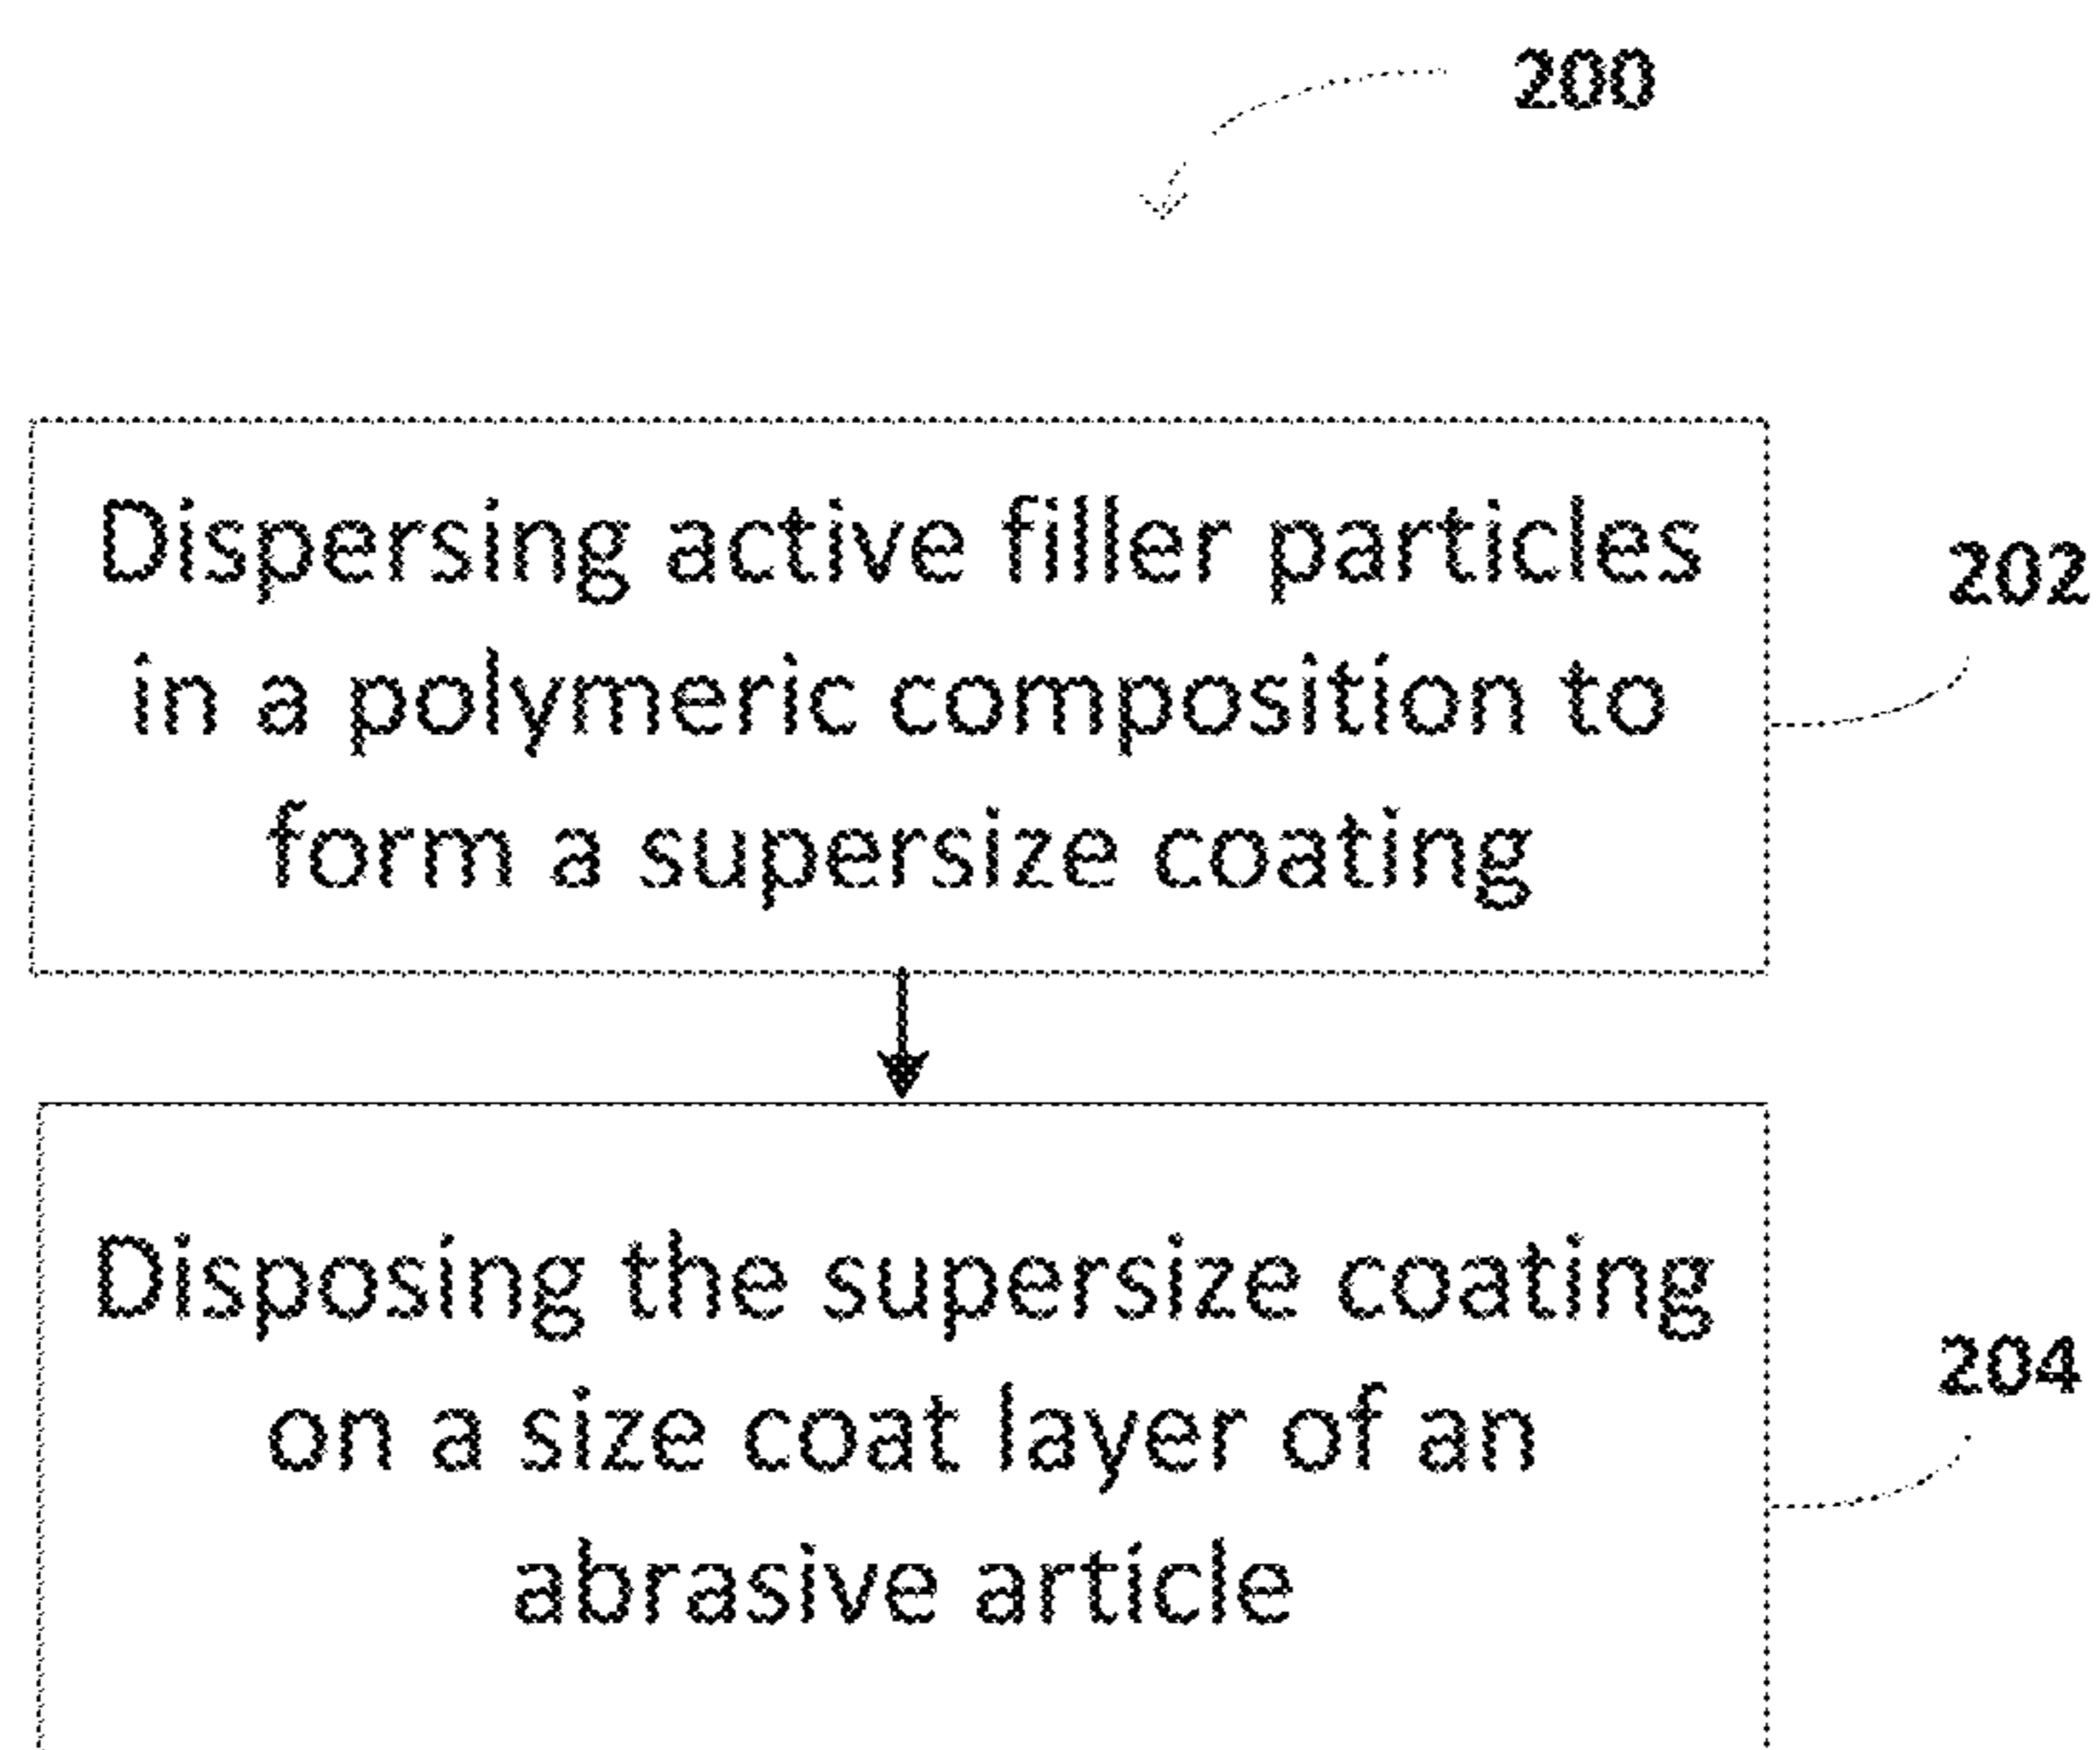 200
Dispersing active filler particles
in a polymeric composition to
form a supersize coating
202
Disposing the supersize coating
on a size coat layer of an
abrasive article
204